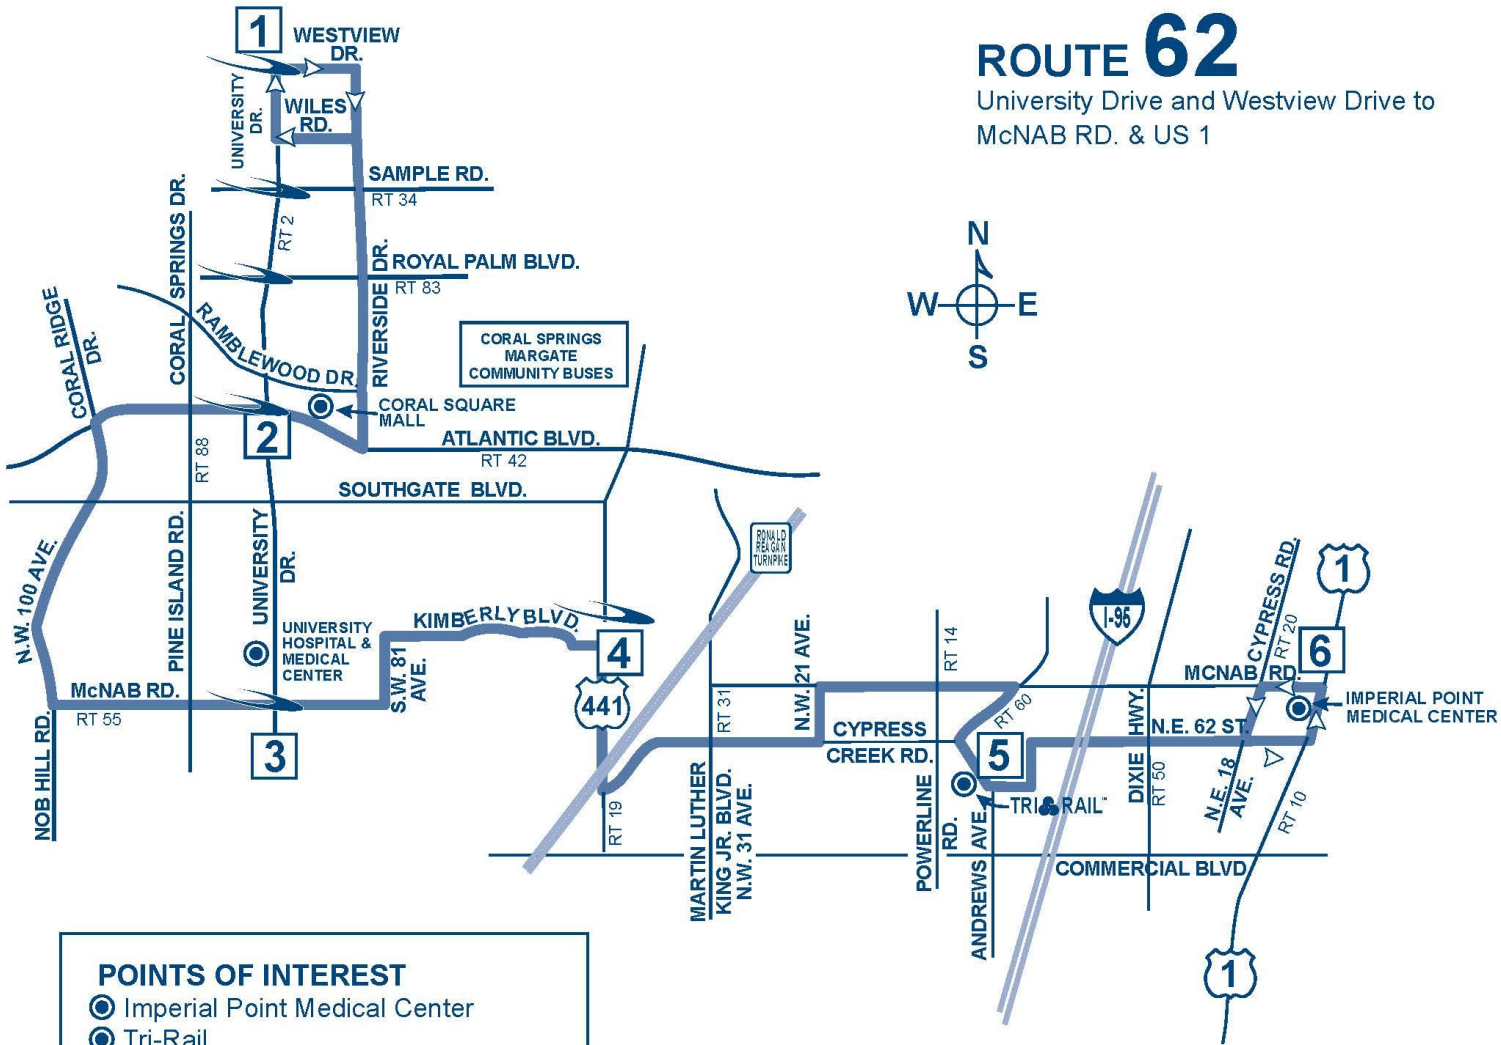 1
WESTVIEW
DR.
UNIVERSITY
DR.
WILES
RD.
ROUTE 62
University Drive and Westview Drive to
McNAB RD. & US 1
SAMPLE RD.
RT 34
CORAL SPRINGS DR.
RT 2
ROYAL PALM BLVD.
RT 83
RIVERSIDE DR.
N
W E
S
CORAL RIDGE
DR.
RAMBLEWOOD DR.
CORAL SPRINGS
MARGATE
COMMUNITY BUSES
CORAL SQUARE
MALL
2
ATLANTIC BLVD.
RT 42
RT 88
SOUTHGATE BLVD.
N.W. 100 AVE.
PINE ISLAND RD.
UNIVERSITY
DR.
RONALD
REAGAN
TURNPIKE
UNIVERSITY
HOSPITAL &
MEDICAL
CENTER
KIMBERLY BLVD.
4
S.W. 81
AVE.
McNAB RD.
RT 55
NOB HILL RD.
3
441
RT 19
RT 31
MARTIN LUTHER
KING JR. BLVD.
N.W. 31 AVE.
N.W. 21 AVE.
CYPRESS
CREEK RD.
RT 14
POWERLINE
RD.
RT 60
5
TRI RAIL™
ANDREWS AVE.
I-95
DIXIE HWY.
RT 50
N.E. 62 ST.
MCNAB RD.
CYPRESS RD.
RT 20
1
6
IMPERIAL POINT
MEDICAL CENTER
N.E. 18
AVE.
RT 10
COMMERCIAL BLVD
1
POINTS OF INTEREST
Imperial Point Medical Center
Tri-Rail